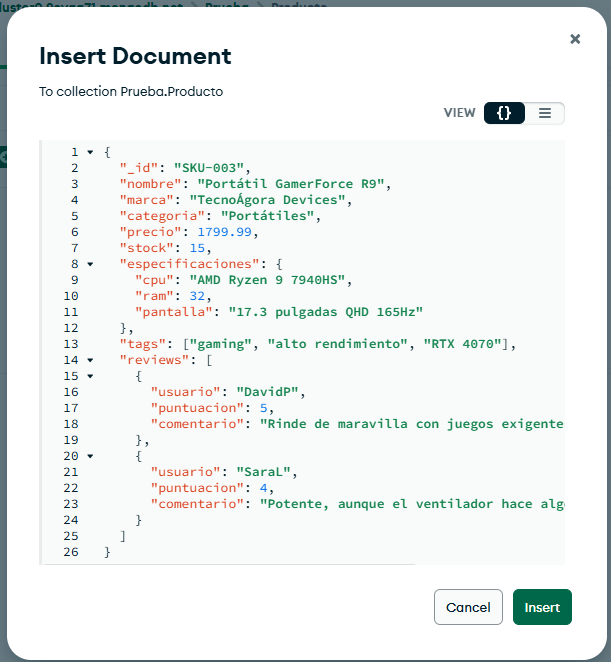 Prueba > Producto
Insert Document
To collection Prueba.Producto
VIEW {}
1 {
2 "_id": "SKU-003",
3 "nombre": "Portátil GamerForce R9",
4 "marca": "TecnoÁgora Devices",
5 "categoria": "Portátiles",
6 "precio": 1799.99,
7 "stock": 15,
8 "especificaciones": {
9 "cpu": "AMD Ryzen 9 7940HS",
10 "ram": 32,
11 "pantalla": "17.3 pulgadas QHD 165Hz"
12 },
13 "tags": ["gaming", "alto rendimiento", "RTX 4070"],
14 "reviews": [
15 {
16 "usuario": "DavidP",
17 "puntuacion": 5,
18 "comentario": "Rinde de maravilla con juegos exigente
19 },
20 {
21 "usuario": "SaraL",
22 "puntuacion": 4,
23 "comentario": "Potente, aunque el ventilador hace alg
24 }
25 ]
26 }
Cancel Insert